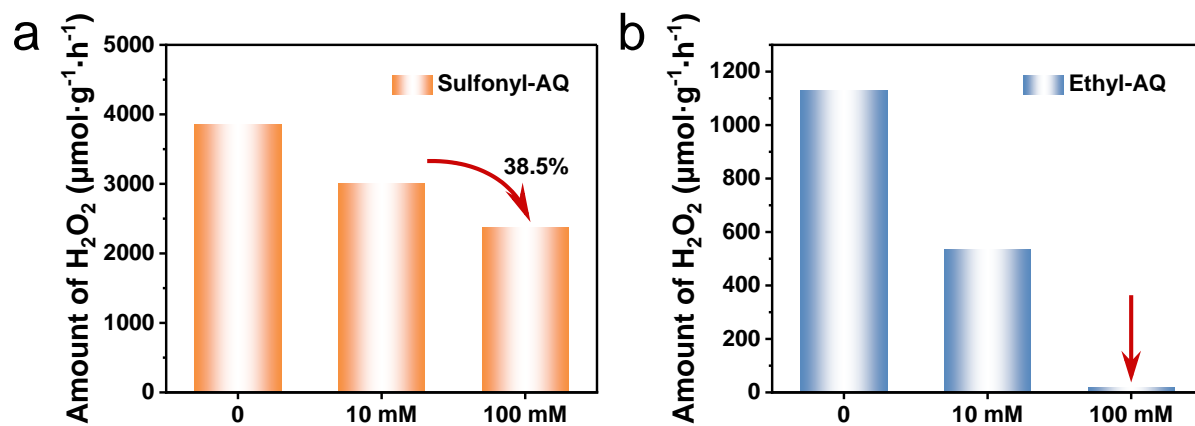 a
Amount of H₂O₂ (μmol·g⁻¹·h⁻¹)
5000
4000
3000
2000
1000
0
Sulfonyl-AQ
38.5%
0
10 mM
100 mM
b
Amount of H₂O₂ (μmol·g⁻¹·h⁻¹)
1200
1000
800
600
400
200
0
Ethyl-AQ
0
10 mM
100 mM